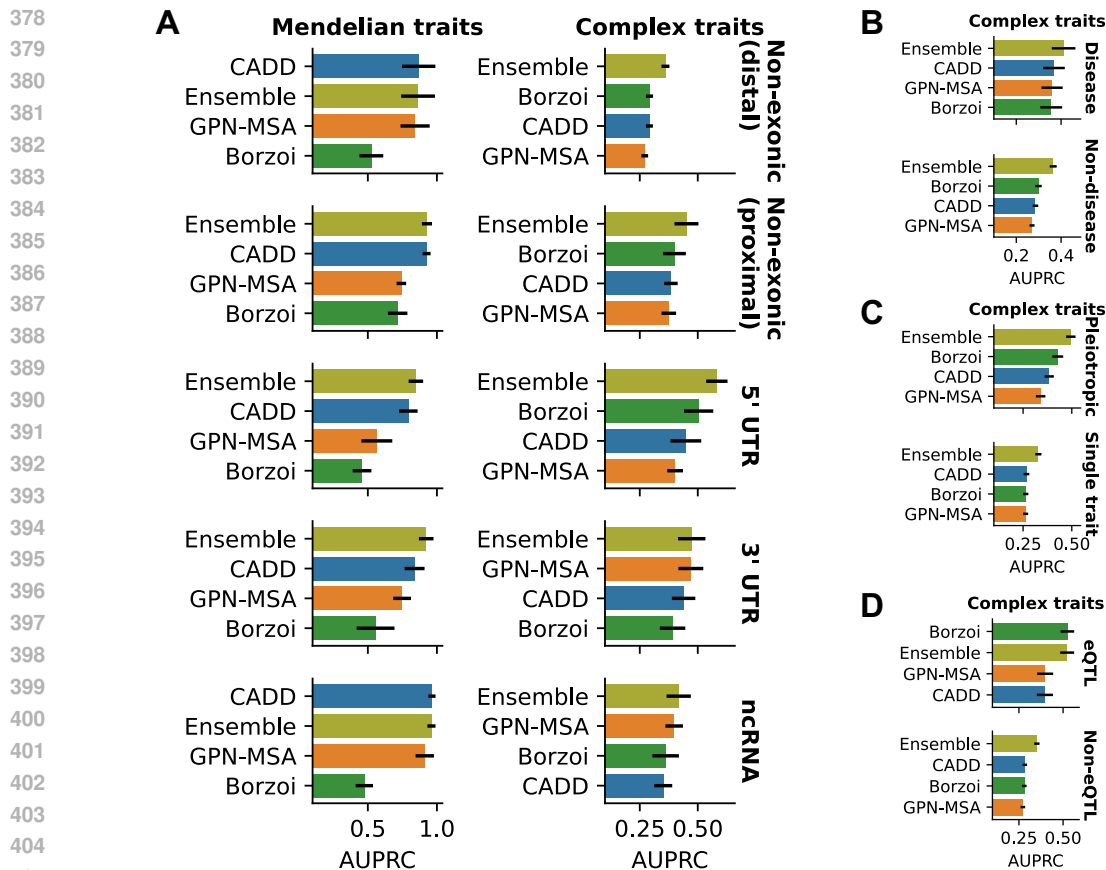 378
379
380
381
382
383
384
385
386
387
388
389
390
391
392
393
394
395
396
397
398
399
400
401
402
403
404
A
Mendelian traits
CADD
Ensemble
GPN-MSA
Borzoi
Ensemble
CADD
GPN-MSA
Borzoi
Ensemble
CADD
GPN-MSA
Borzoi
Ensemble
CADD
GPN-MSA
Borzoi
CADD
Ensemble
GPN-MSA
Borzoi
0.5 1.0
AUPRC
Complex traits
Ensemble
Borzoi
CADD
GPN-MSA
Non-exonic
(distal)
Ensemble
Borzoi
CADD
GPN-MSA
Non-exonic
(proximal)
Ensemble
Borzoi
CADD
GPN-MSA
5' UTR
Ensemble
GPN-MSA
CADD
Borzoi
3' UTR
Ensemble
GPN-MSA
Borzoi
CADD
ncRNA
0.25 0.50
AUPRC
B
Complex traits
Ensemble
CADD
GPN-MSA
Borzoi
Disease
Ensemble
Borzoi
CADD
GPN-MSA
Non-disease
0.2 0.4
AUPRC
C
Complex traits
Ensemble
Borzoi
CADD
GPN-MSA
Pleiotropic
Ensemble
CADD
Borzoi
GPN-MSA
Single trait
0.25 0.50
AUPRC
D
Complex traits
Borzoi
Ensemble
GPN-MSA
CADD
eQTL
Ensemble
CADD
Borzoi
GPN-MSA
Non-eQTL
0.25 0.50
AUPRC